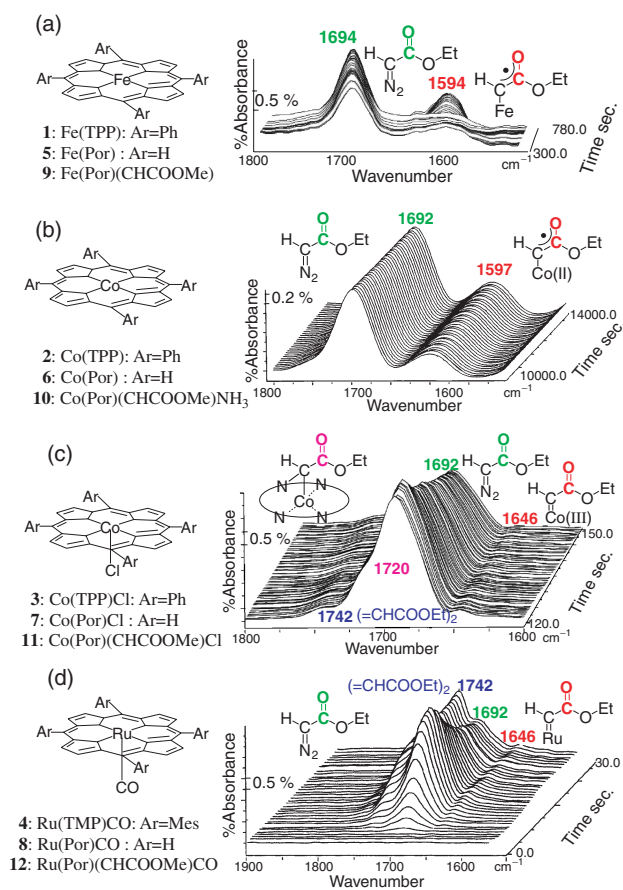 (a)
Ar
Ar
Fe
Ar
Ar
1: Fe(TPP): Ar=Ph
5: Fe(Por) : Ar=H
9: Fe(Por)(CHCOOMe)
%Absorbance
0.5 %
1694
O
H C C O Et
N2
1594
O
H C C O Et
Fe
1800 1700 1600 cm−1
Wavenumber
780.0
300.0
Time sec.
(b)
Ar
Ar
Co
Ar
Ar
2: Co(TPP): Ar=Ph
6: Co(Por) : Ar=H
10: Co(Por)(CHCOOMe)NH3
%Absorbance
0.2 %
O
H C C O Et
N2
1692
1597
O
H C C O Et
Co(II)
1800 1700 1600 cm−1
Wavenumber
14000.0
10000.0
Time sec.
(c)
Ar
Ar
Co
Ar
Cl
Ar
3: Co(TPP)Cl: Ar=Ph
7: Co(Por)Cl: Ar=H
11: Co(Por)(CHCOOMe)Cl
%Absorbance
0.5 %
O
H C C O Et
N N
Co
N N
1692
O
H C C O Et
N2
O
H C C O Et
Co(III)
1646
1720
1742 (=CHCOOEt)2
1800 1700 1600 cm−1
Wavenumber
150.0
120.0
Time sec.
(d)
Ar
Ar
Ru
Ar
Ar
CO
4: Ru(TMP)CO: Ar=Mes
8: Ru(Por)CO: Ar=H
12: Ru(Por)(CHCOOMe)CO
%Absorbance
0.5 %
O
H C C O Et
N2
(=CHCOOEt)2 1742
1692
1646
O
H C C O Et
Ru
1900 1800 1700 1600 cm−1
Wavenumber
30.0
0.0
Time sec.